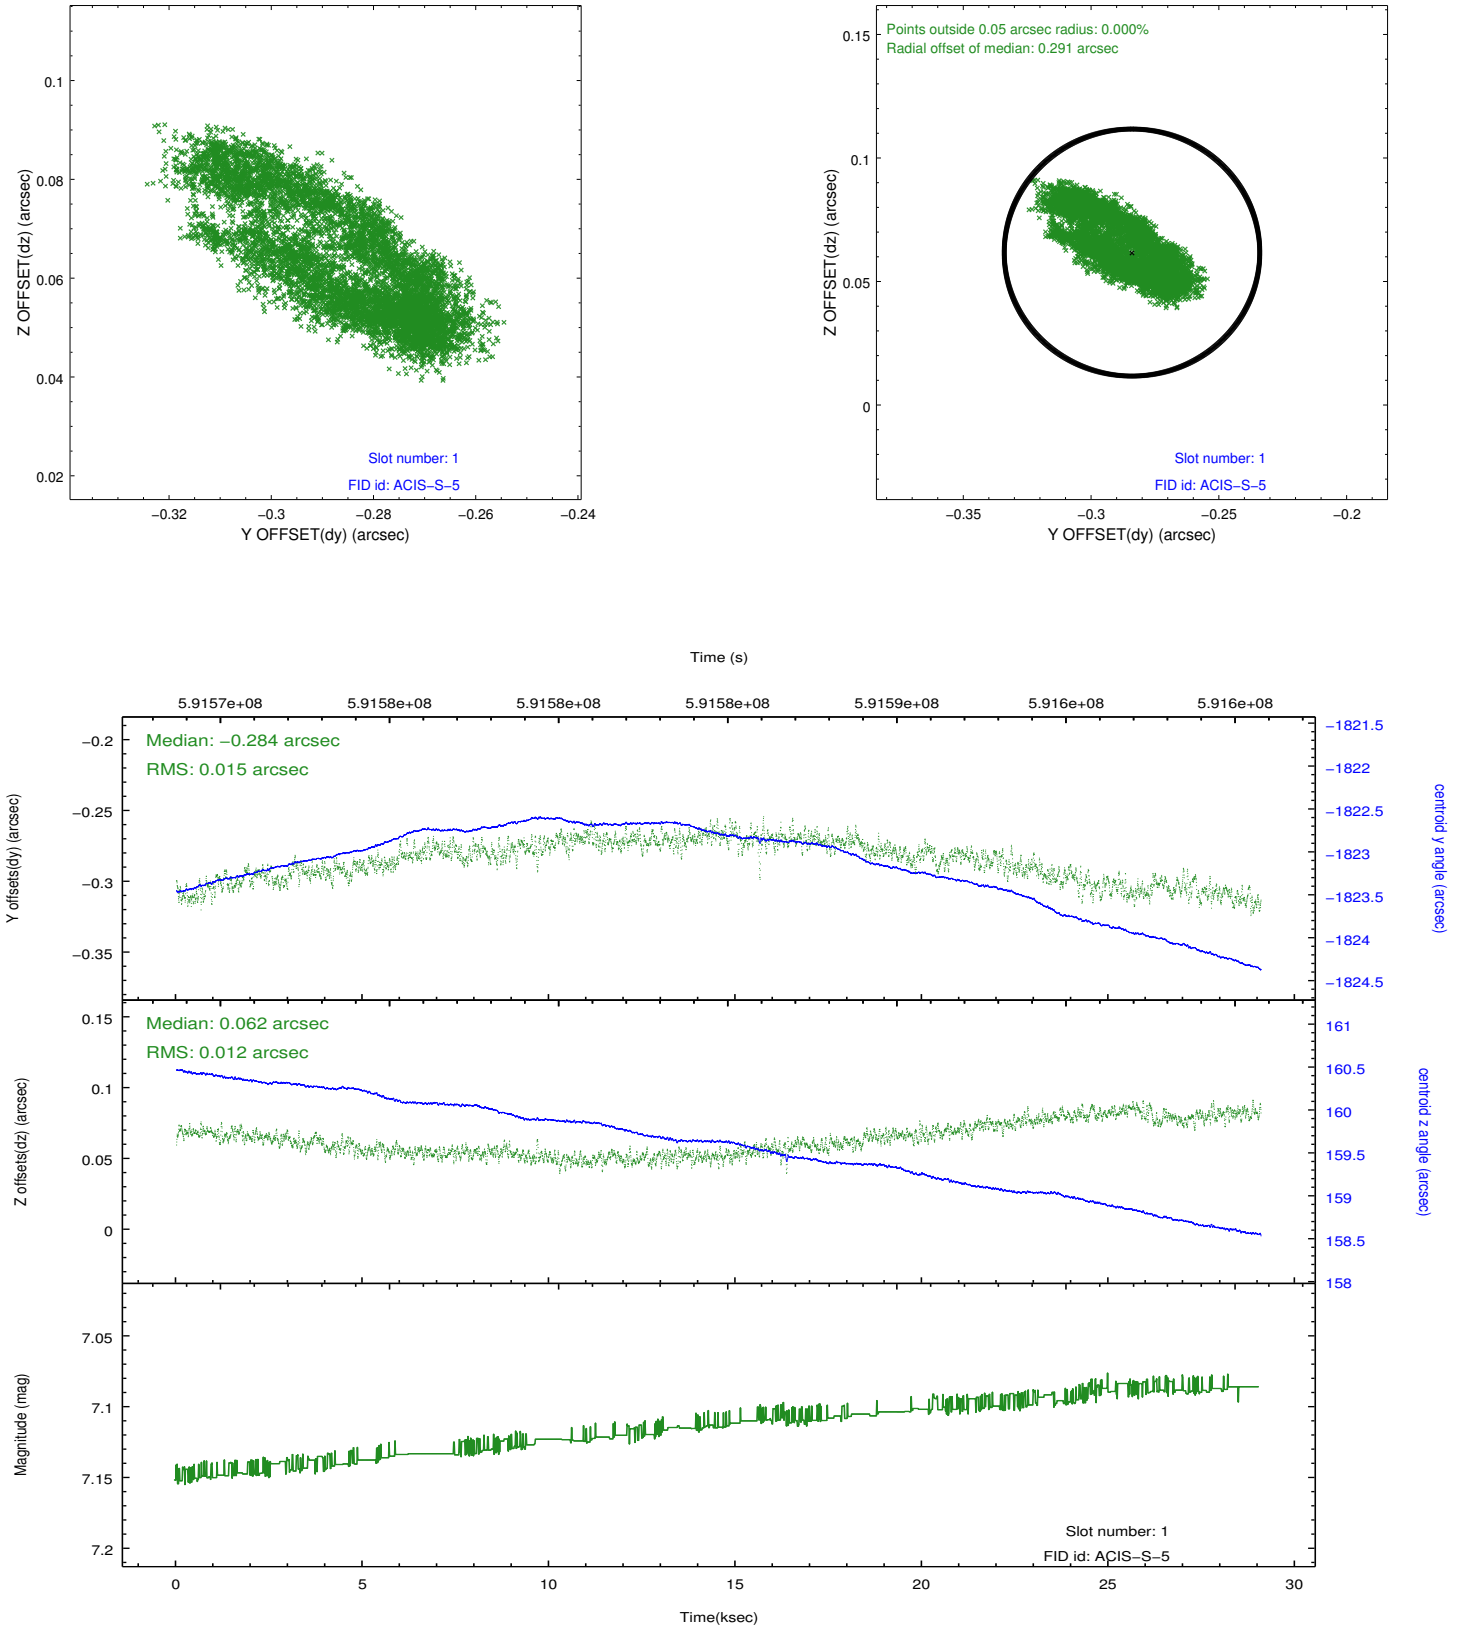 0.1
0.08
0.06
0.04
0.02
Z OFFSET(dz) (arcsec)
Slot number: 1
FID id: ACIS−S−5
−0.32 −0.3 −0.28 −0.26 −0.24
Y OFFSET(dy) (arcsec)
Points outside 0.05 arcsec radius: 0.000%
Radial offset of median: 0.291 arcsec
0.15
0.1
0.05
0
Z OFFSET(dz) (arcsec)
Slot number: 1
FID id: ACIS−S−5
−0.35 −0.3 −0.25 −0.2
Y OFFSET(dy) (arcsec)
Time (s)
5.9157e+08 5.9158e+08 5.9158e+08 5.9158e+08 5.9159e+08 5.916e+08 5.916e+08
Median: −0.284 arcsec
RMS: 0.015 arcsec
−0.2
−0.25
−0.3
−0.35
Y offsets(dy) (arcsec)
−1821.5
−1822
−1822.5
−1823
−1823.5
−1824
−1824.5
centroid y angle (arcsec)
Median: 0.062 arcsec
RMS: 0.012 arcsec
0.15
0.1
0.05
0
Z offsets(dz) (arcsec)
161
160.5
160
159.5
159
158.5
158
centroid z angle (arcsec)
7.05
7.1
7.15
7.2
Magnitude (mag)
Slot number: 1
FID id: ACIS−S−5
0 5 10 15 20 25 30
Time(ksec)